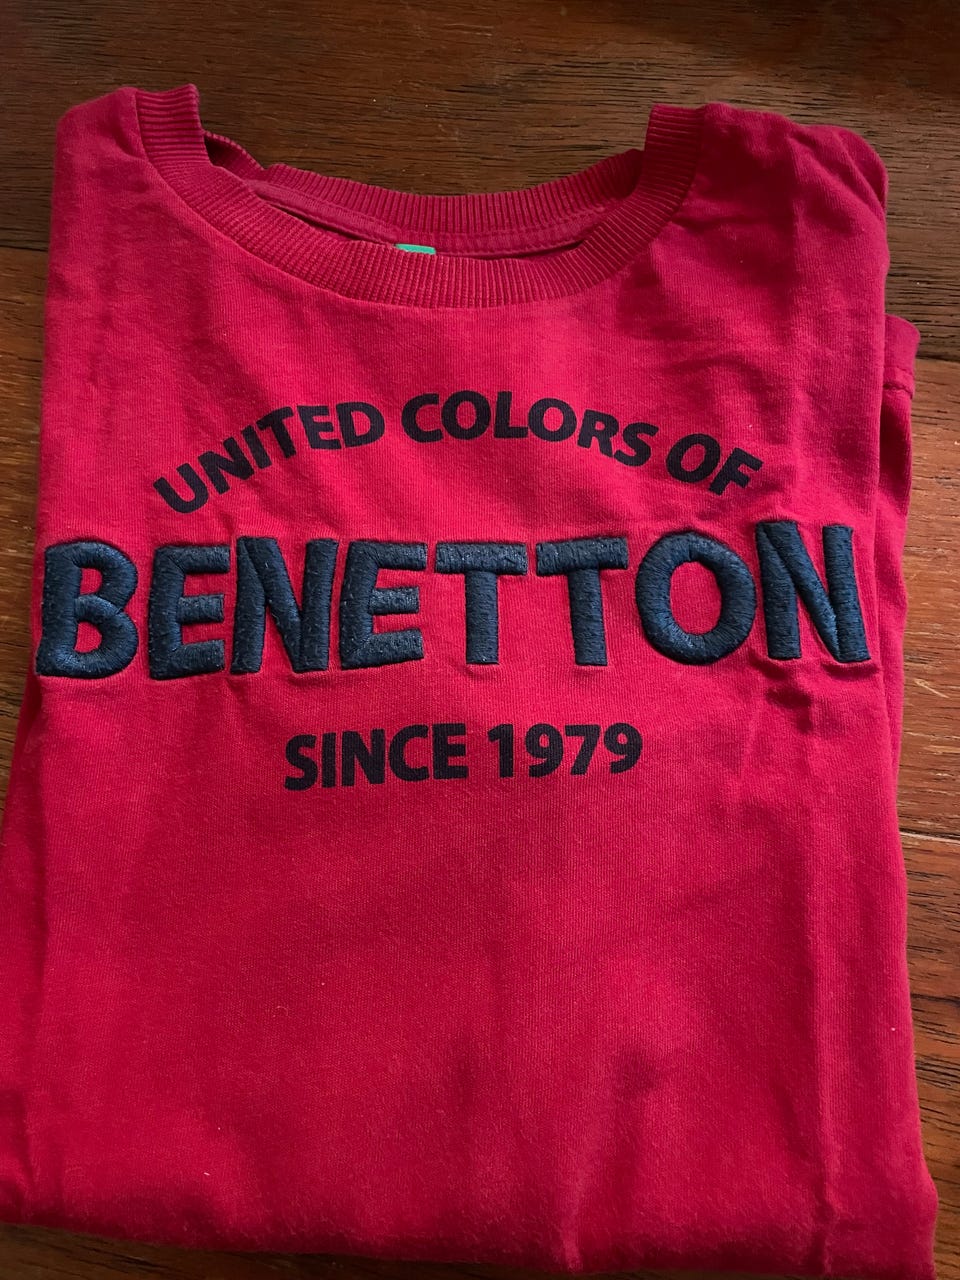 UNITED COLORS OF
BENETTON
SINCE 1979